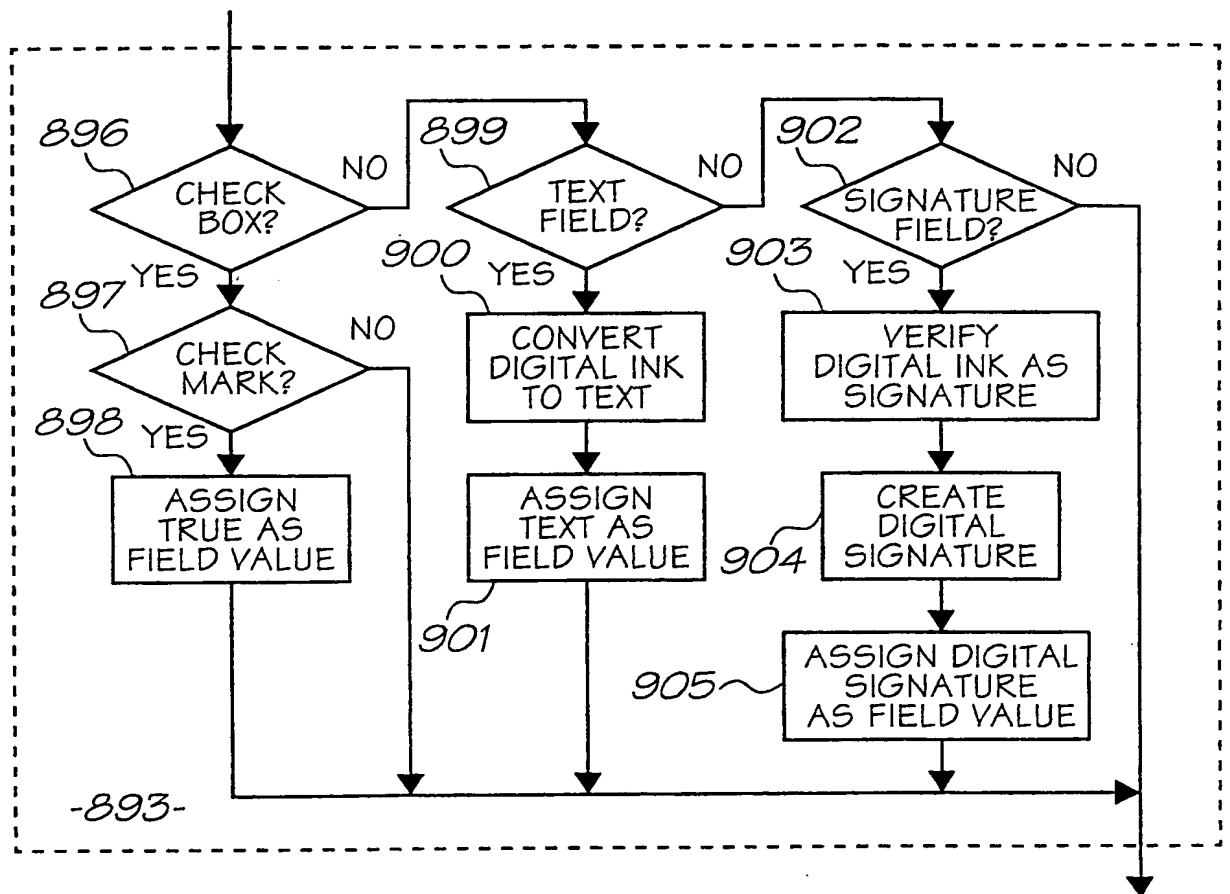 896
CHECK
BOX?
NO
YES
897
CHECK
MARK?
NO
YES
898
ASSIGN
TRUE AS
FIELD VALUE
899
TEXT
FIELD?
NO
YES
900
CONVERT
DIGITAL INK
TO TEXT
ASSIGN
TEXT AS
FIELD VALUE
901
902
SIGNATURE
FIELD?
NO
YES
903
VERIFY
DIGITAL INK AS
SIGNATURE
CREATE
DIGITAL
SIGNATURE
904
ASSIGN DIGITAL
SIGNATURE
AS FIELD VALUE
905
-893-